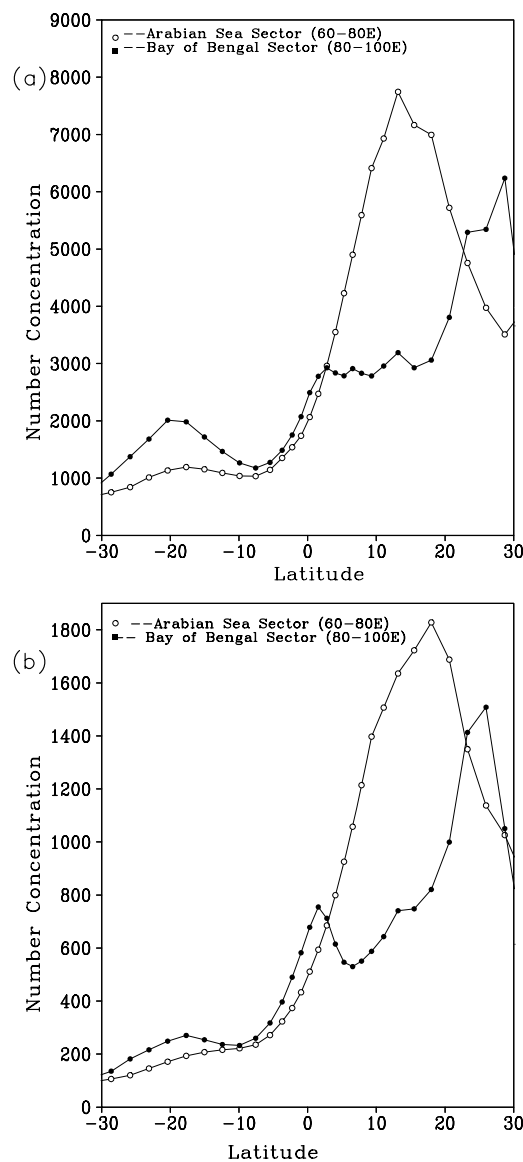 9000
−−Arabian Sea Sector (60−80E)
−−Bay of Bengal Sector (80−100E)
(a)
8000
7000
6000
5000
4000
3000
2000
1000
0
Number Concentration
−30 −20 −10 0 10 20 30
Latitude
−−Arabian Sea Sector (60−80E)
−− Bay of Bengal Sector (80−100E)
(b)
1800
1600
1400
1200
1000
800
600
400
200
0
Number Concentration
−30 −20 −10 0 10 20 30
Latitude